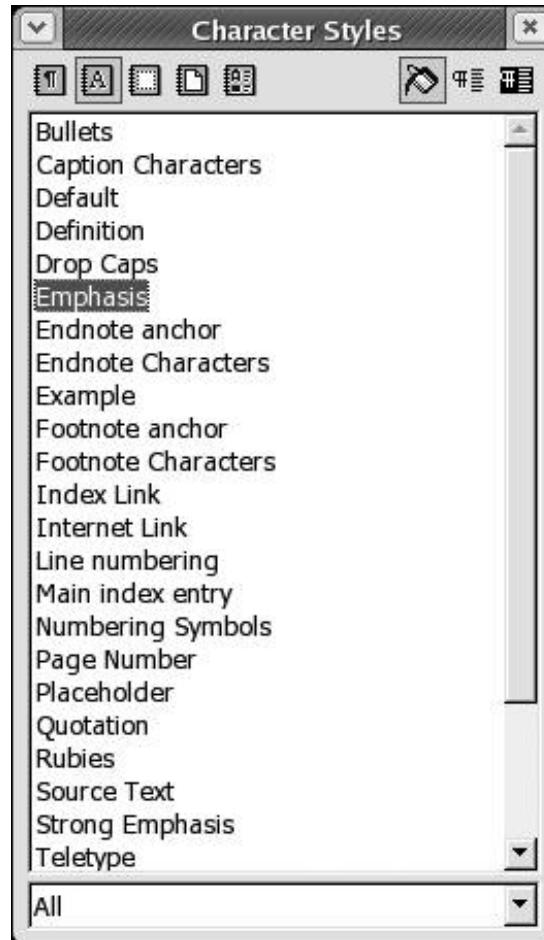 Character Styles
Bullets
Caption Characters
Default
Definition
Drop Caps
Emphasis
Endnote anchor
Endnote Characters
Example
Footnote anchor
Footnote Characters
Index Link
Internet Link
Line numbering
Main index entry
Numbering Symbols
Page Number
Placeholder
Quotation
Rubies
Source Text
Strong Emphasis
Teletype
All